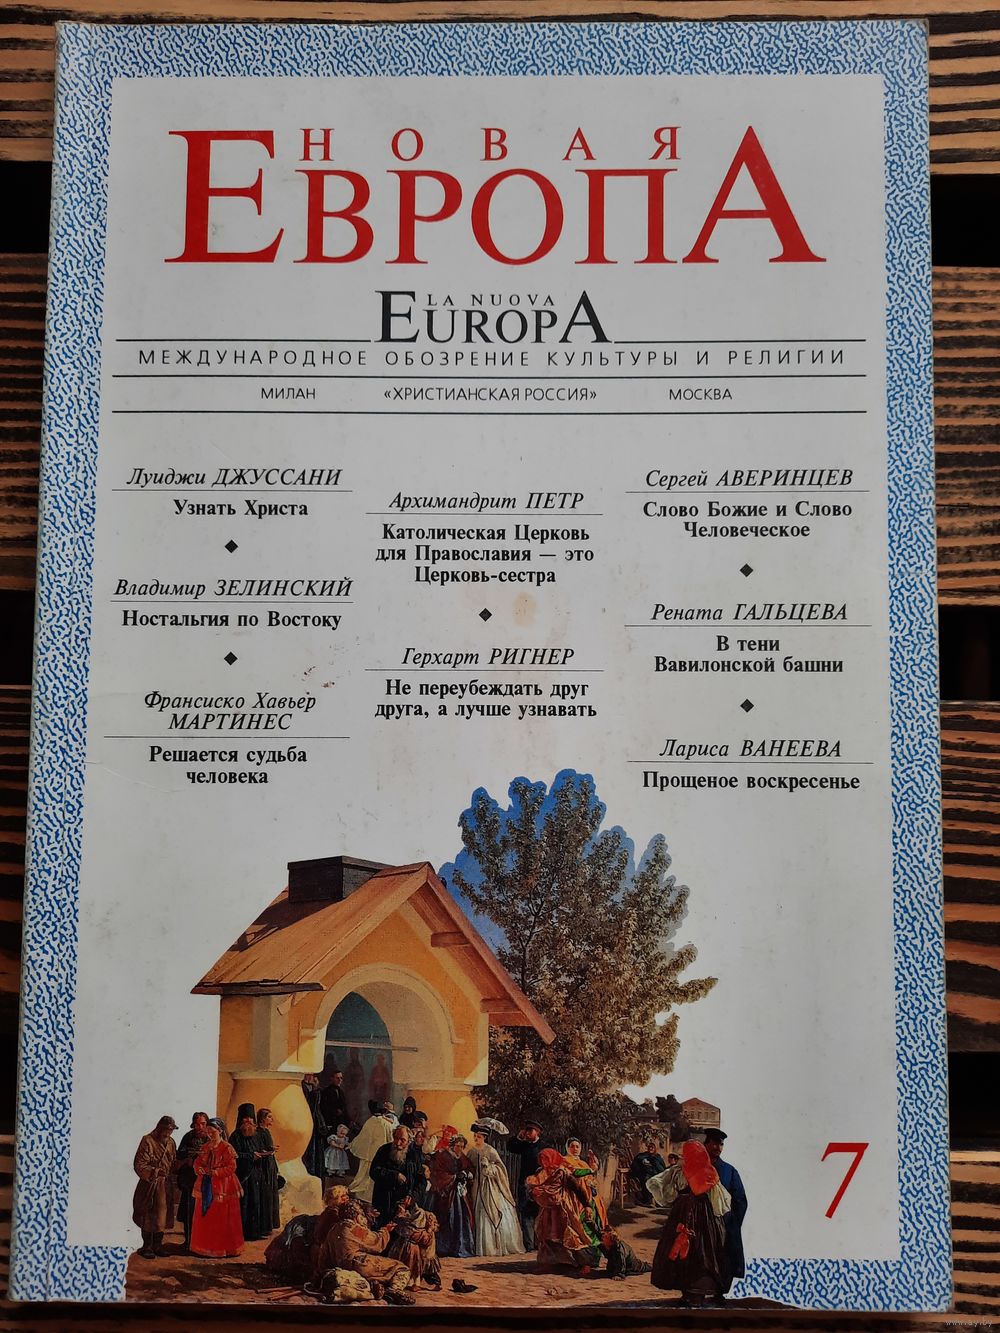 НОВАЯ
ЕВРОПА
LA NUOVA
EUROPA
МЕЖДУНАРОДНОЕ ОБОЗРЕНИЕ КУЛЬТУРЫ И РЕЛИГИИ
МИЛАН «ХРИСТИАНСКАЯ РОССИЯ» МОСКВА
Луиджи ДЖУССАНИ
Узнать Христа
Владимир ЗЕЛИНСКИЙ
Ностальгия по Востоку
Франсиско Хавьер
МАРТИНЕС
Решается судьба
человека
Архимандрит ПЕТР
Католическая Церковь
для Православия — это
Церковь-сестра
Герхарт РИГНЕР
Не переубеждать друг
друга, а лучше узнавать
Сергей АВЕРИНЦЕВ
Слово Божие и Слово
Человеческое
Рената ГАЛЬЦЕВА
В тени
Вавилонской башни
Лариса ВАНЕЕВА
Прощеное воскресенье
7
www.ay.by